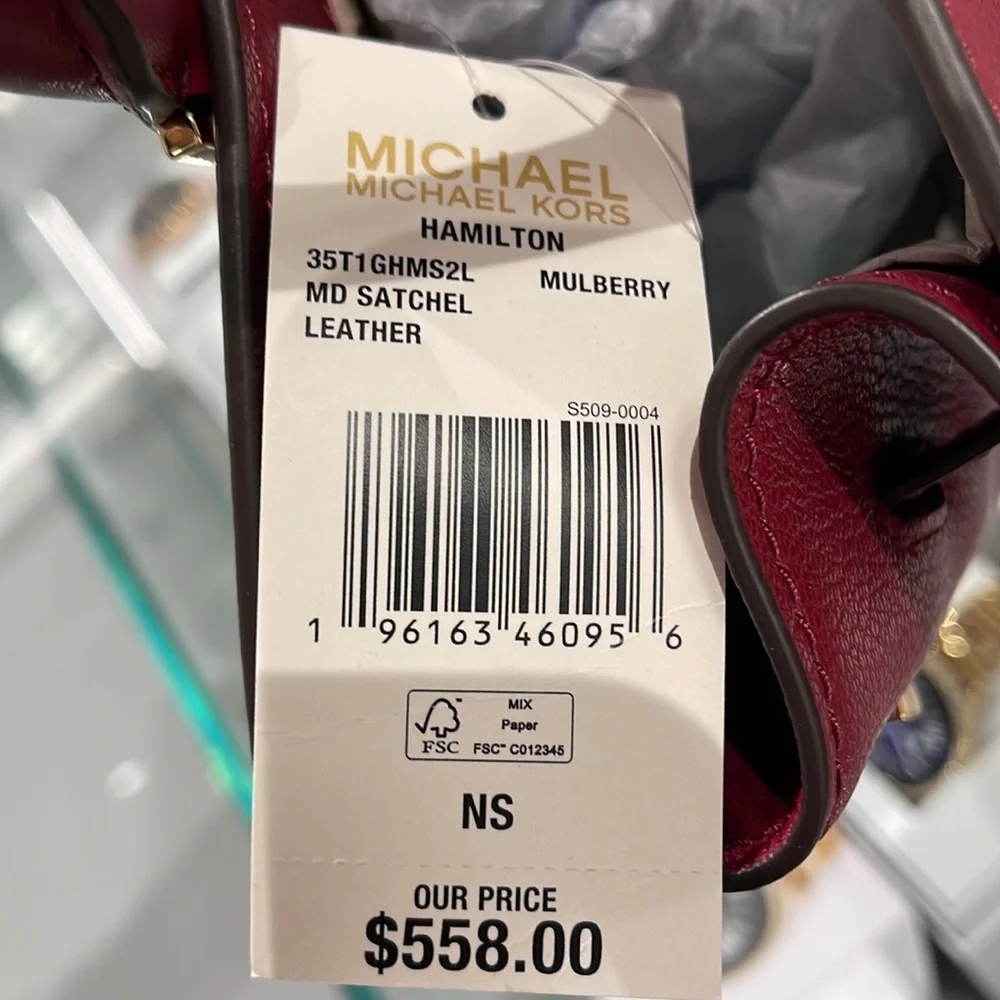 MICHAEL
MICHAEL KORS
HAMILTON
35T1GHMS2L MULBERRY
MD SATCHEL
LEATHER
S509-0004
1 96163 46095 6
FSC™
MIX
Paper
FSC™ C012345
NS
OUR PRICE
$558.00